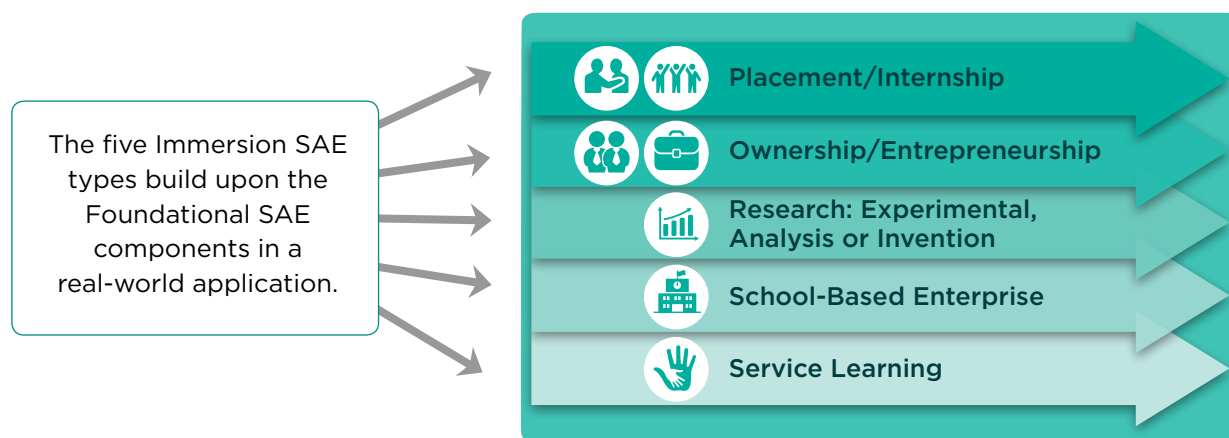 The five Immersion SAE
types build upon the
Foundational SAE
components in a
real-world application.
Placement/Internship
Ownership/Entrepreneurship
Research: Experimental,
Analysis or Invention
School-Based Enterprise
Service Learning